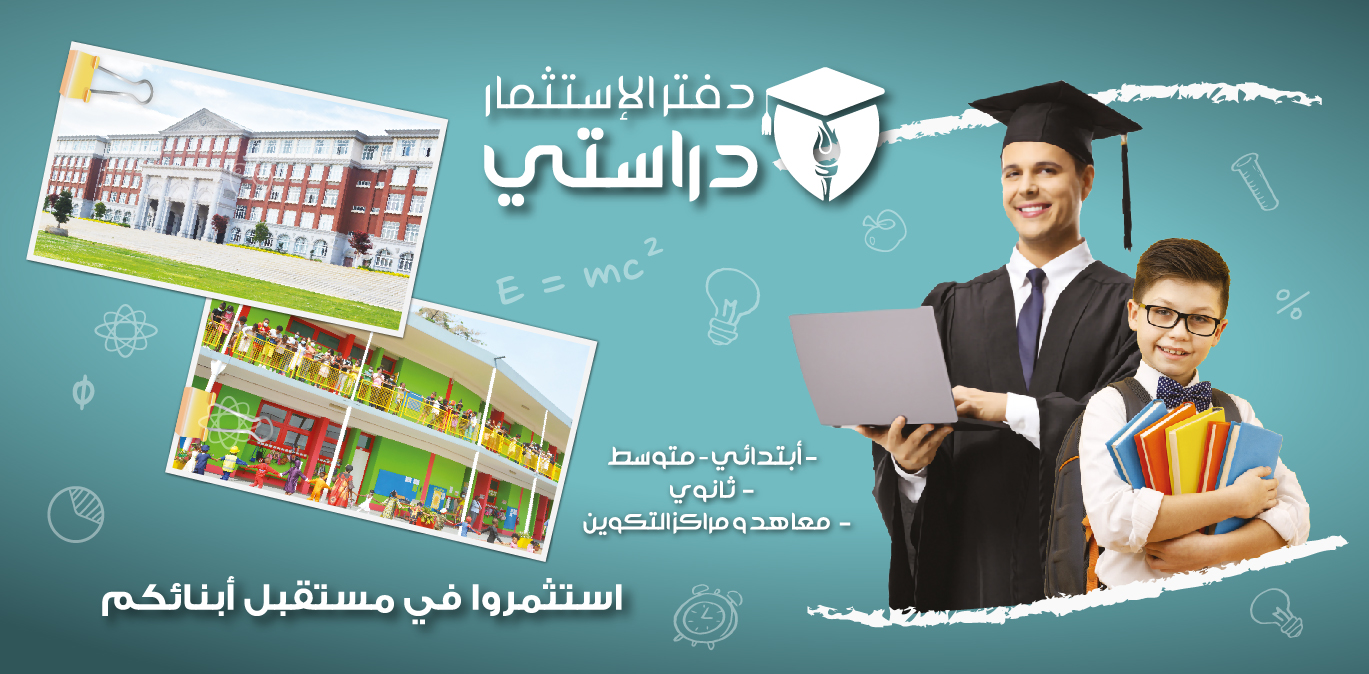 دفتر الإستثمار
دراستي
E = mc²
%
ɸ
-أبتدائي- متوسط
- ثانوي
- معاهد و مراكز التكوين
استثمروا في مستقبل أبنائكم